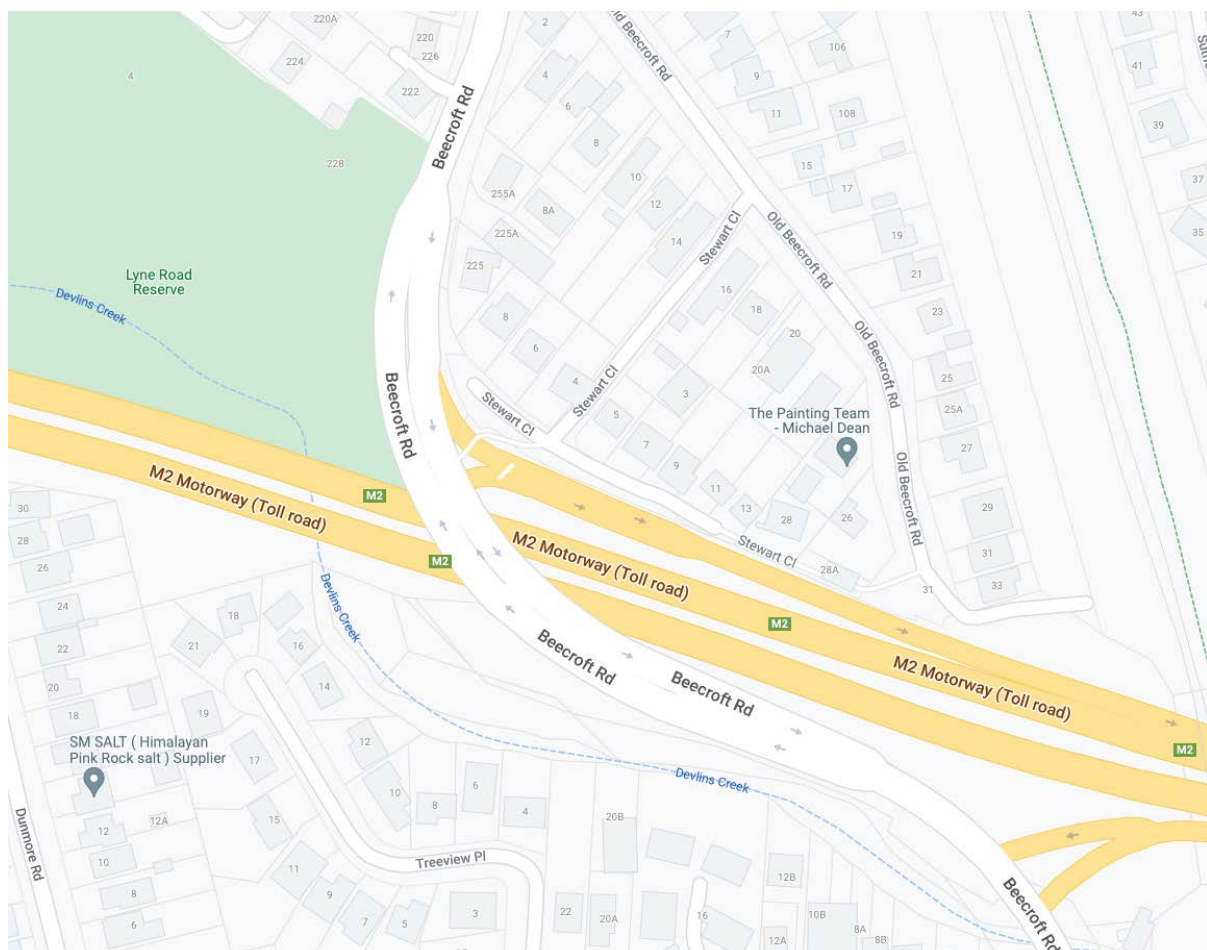 220A
220
226
224
222
4
228
Beecroft Rd
2
4
6
8
Old Beecroft Rd
7
106
9
11
108
15
17
43
41
39
37
35
10
12
14
255A
8A
225A
225
Stewart Cl
Old Beecroft Rd
19
21
23
16
18
20
20A
Lyne Road
Reserve
Devlins Creek
8
6
4
Stewart Cl
Stewart Cl
3
5
7
9
11
13
28
26
28A
Old Beecroft Rd
25
25A
27
The Painting Team
- Michael Dean
Old Beecroft Rd
29
31
33
31
Beecroft Rd
M2
M2 Motorway (Toll road)
M2
M2 Motorway (Toll road)
Stewart Cl
M2
M2 Motorway (Toll road)
M2
30
28
26
24
22
20
18
Devlins Creek
18
21
16
14
19
17
Beecroft Rd
Beecroft Rd
SM SALT ( Himalayan
Pink Rock salt ) Supplier
12
12A
10
8
6
Dunmore Rd
15
11
9
7
5
3
12
10
8
6
4
Treeview Pl
Devlins Creek
20B
22
20A
16
12B
12A
10B
8A
8B
Beecroft Rd